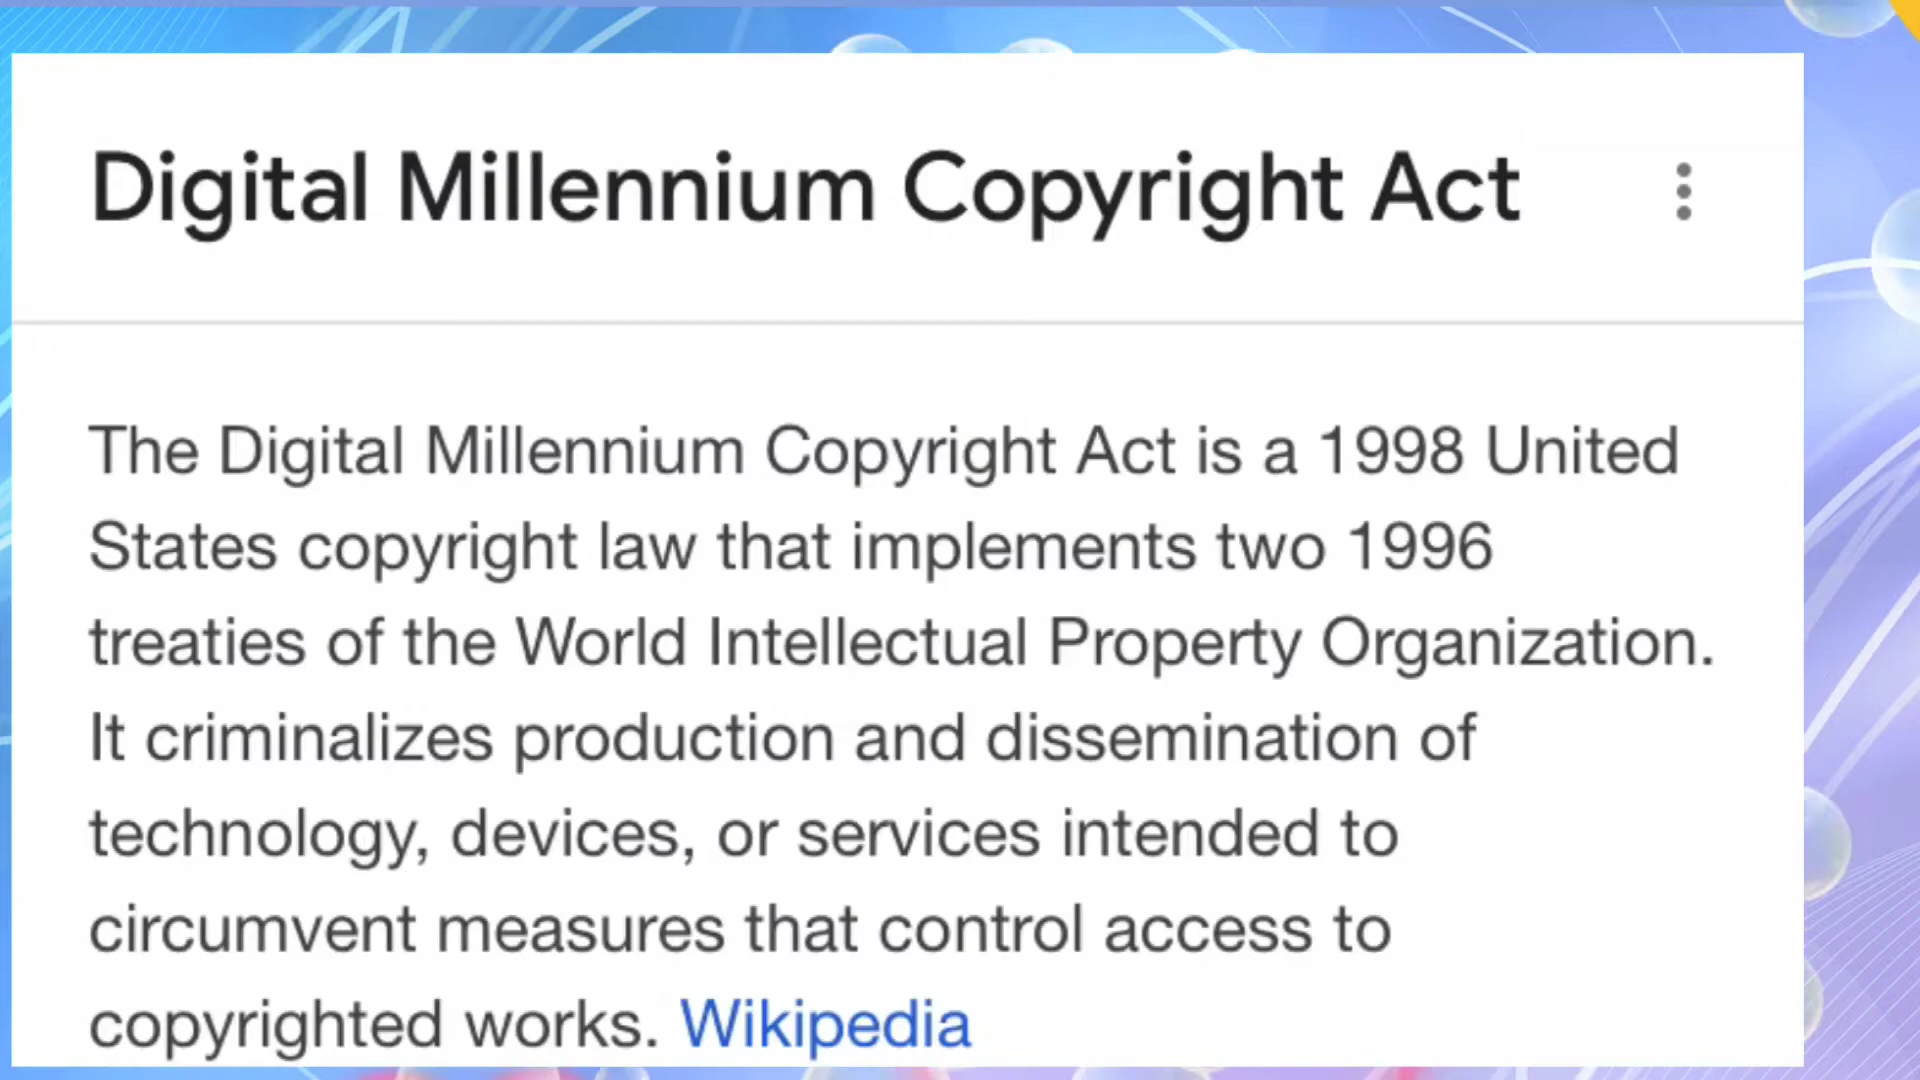 Digital Millennium Copyright Act
The Digital Millennium Copyright Act is a 1998 United
States copyright law that implements two 1996
treaties of the World Intellectual Property Organization.
It criminalizes production and dissemination of
technology, devices, or services intended to
circumvent measures that control access to
copyrighted works. Wikipedia